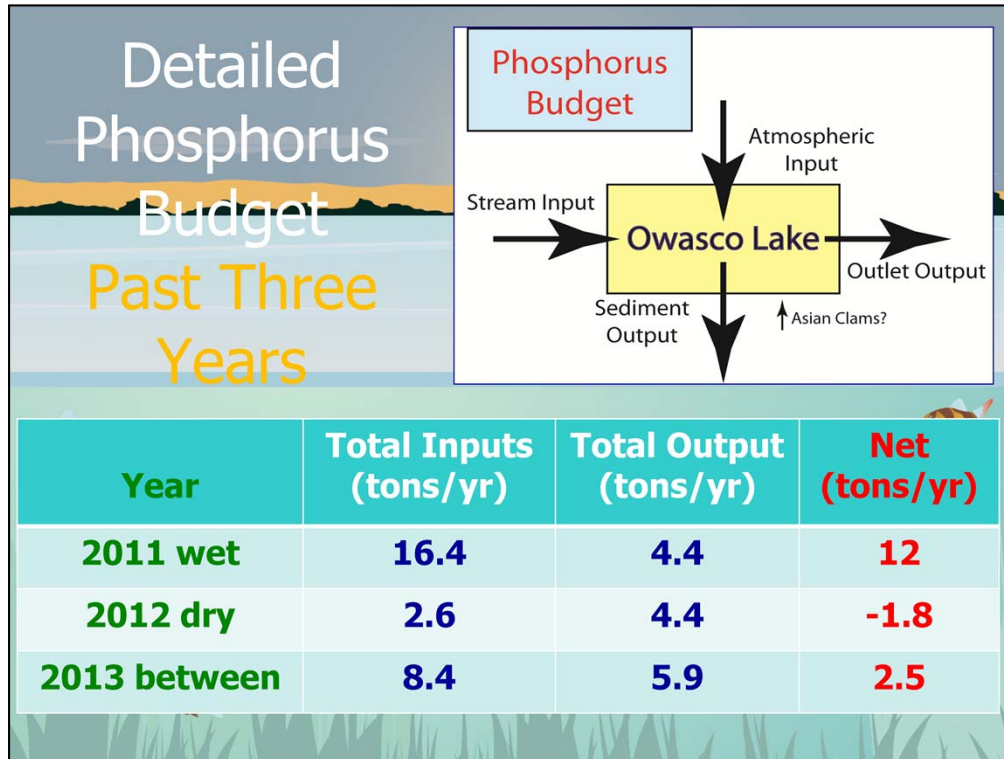 Detailed
Phosphorus
Budget
Past Three
Years
Phosphorus
Budget
Atmospheric
Input
Stream Input
Owasco Lake
Outlet Output
Sediment
Output
Asian Clams?
Year
Total Inputs
(tons/yr)
Total Output
(tons/yr)
Net
(tons/yr)
2011 wet 16.4 4.4 12
2012 dry 2.6 4.4 -1.8
2013 between 8.4 5.9 2.5